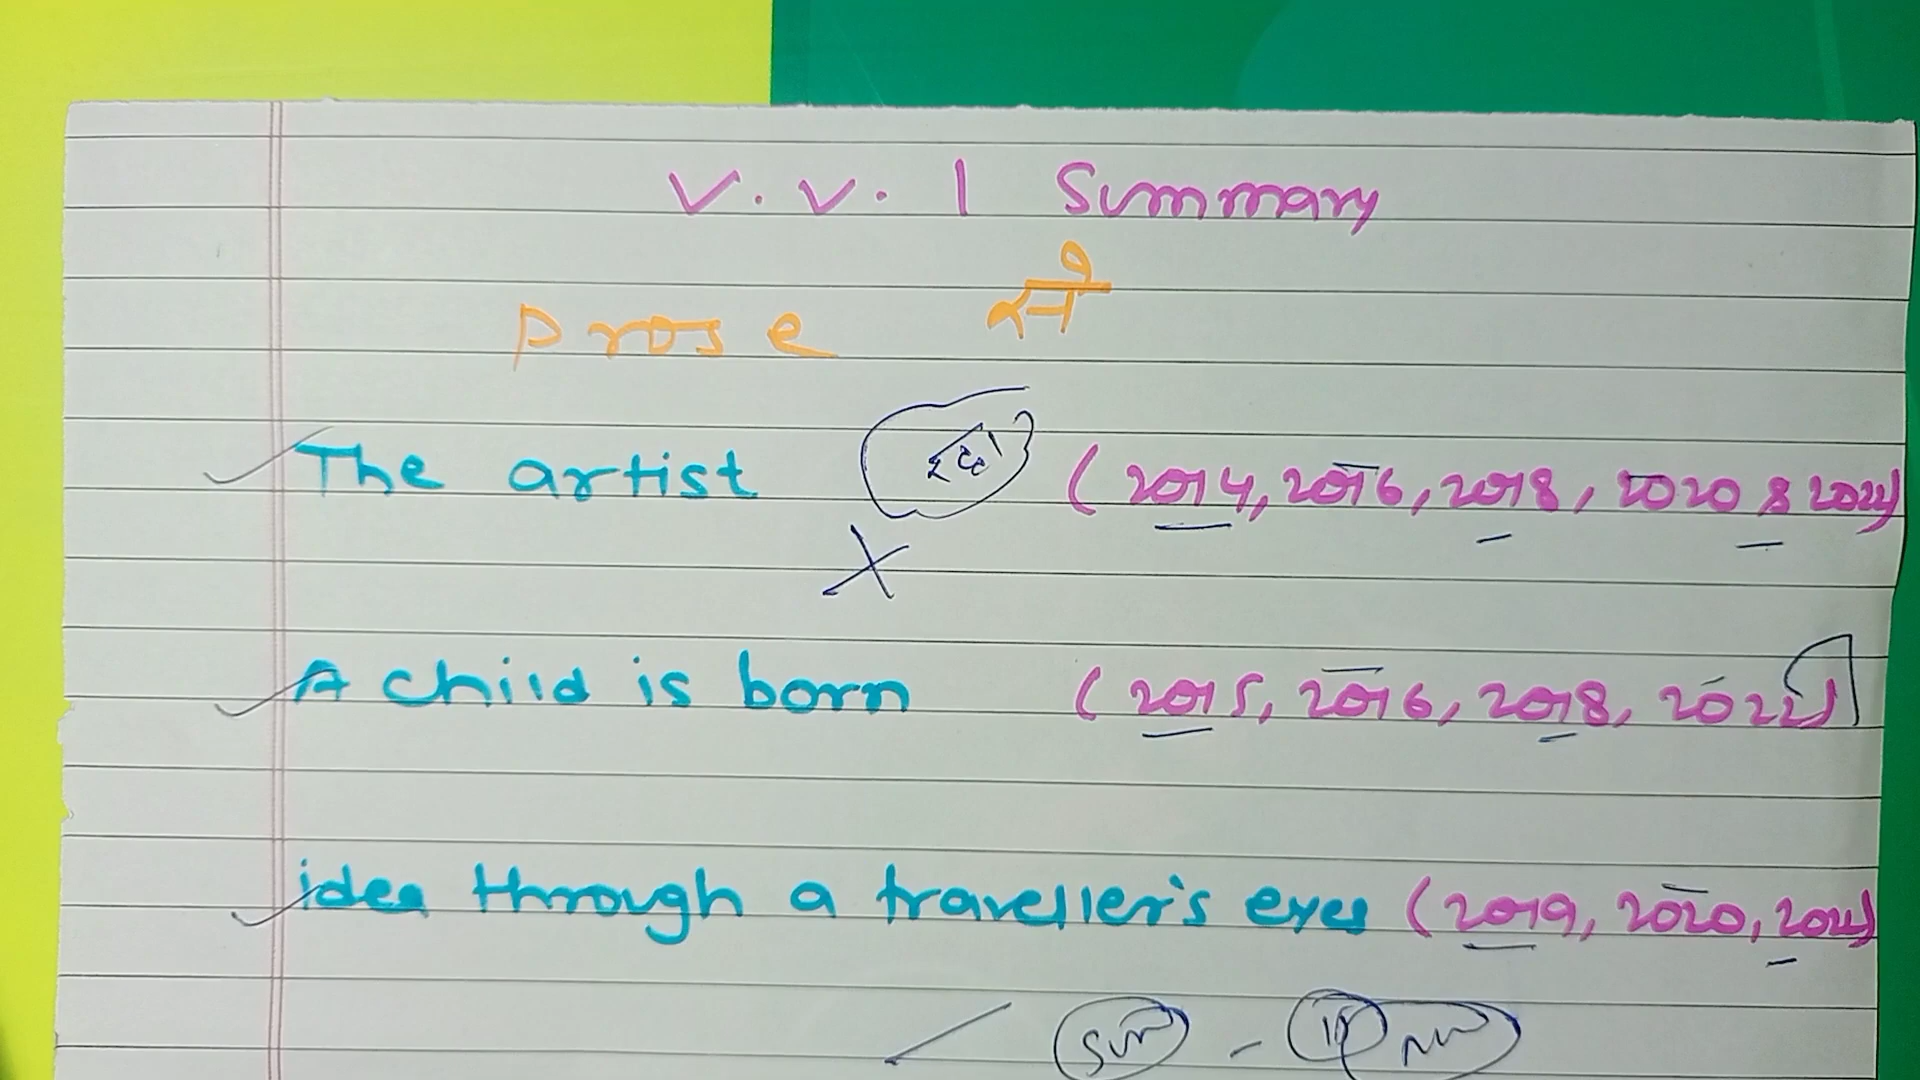 V. V. I Summary
Prose से
The artist (2014, 2016, 2018, 2020 & 2022)
A child is born (2015, 2016, 2018, 2022)
idea through a traveller's eyes (2019, 2020, 2022)